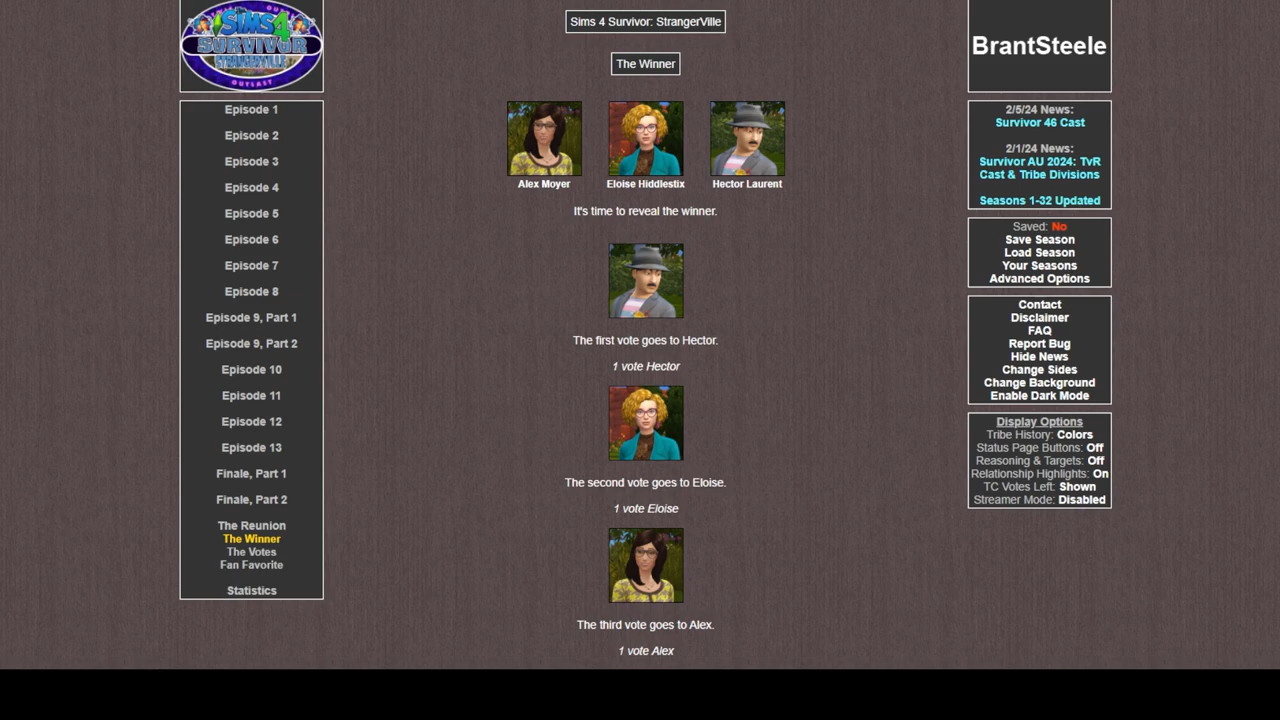 OUTLAST
SIMS 4
SURVIVOR
STRANGERVILLE
OUTLAST
Episode 1
Episode 2
Episode 3
Episode 4
Episode 5
Episode 6
Episode 7
Episode 8
Episode 9, Part 1
Episode 9, Part 2
Episode 10
Episode 11
Episode 12
Episode 13
Finale, Part 1
Finale, Part 2
The Reunion
The Winner
The Votes
Fan Favorite
Statistics
Sims 4 Survivor: StrangerVille
The Winner
Alex Moyer
Eloise Hiddlestix
Hector Laurent
It's time to reveal the winner.
The first vote goes to Hector.
1 vote Hector
The second vote goes to Eloise.
1 vote Eloise
The third vote goes to Alex.
1 vote Alex
BrantSteele
2/5/24 News:
Survivor 46 Cast
2/1/24 News:
Survivor AU 2024: TvR
Cast & Tribe Divisions
Seasons 1-32 Updated
Saved: No
Save Season
Load Season
Your Seasons
Advanced Options
Contact
Disclaimer
FAQ
Report Bug
Hide News
Change Sides
Change Background
Enable Dark Mode
Display Options
Tribe History: Colors
Status Page Buttons: Off
Reasoning & Targets: Off
Relationship Highlights: On
TC Votes Left: Shown
Streamer Mode: Disabled